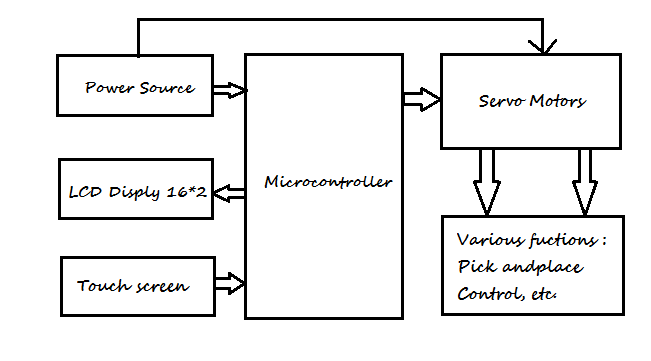 Power Source
Servo Motors
Microcontroller
LCD Disply 16*2
Touch screen
Various fuctions :
Pick andplace
Control, etc.